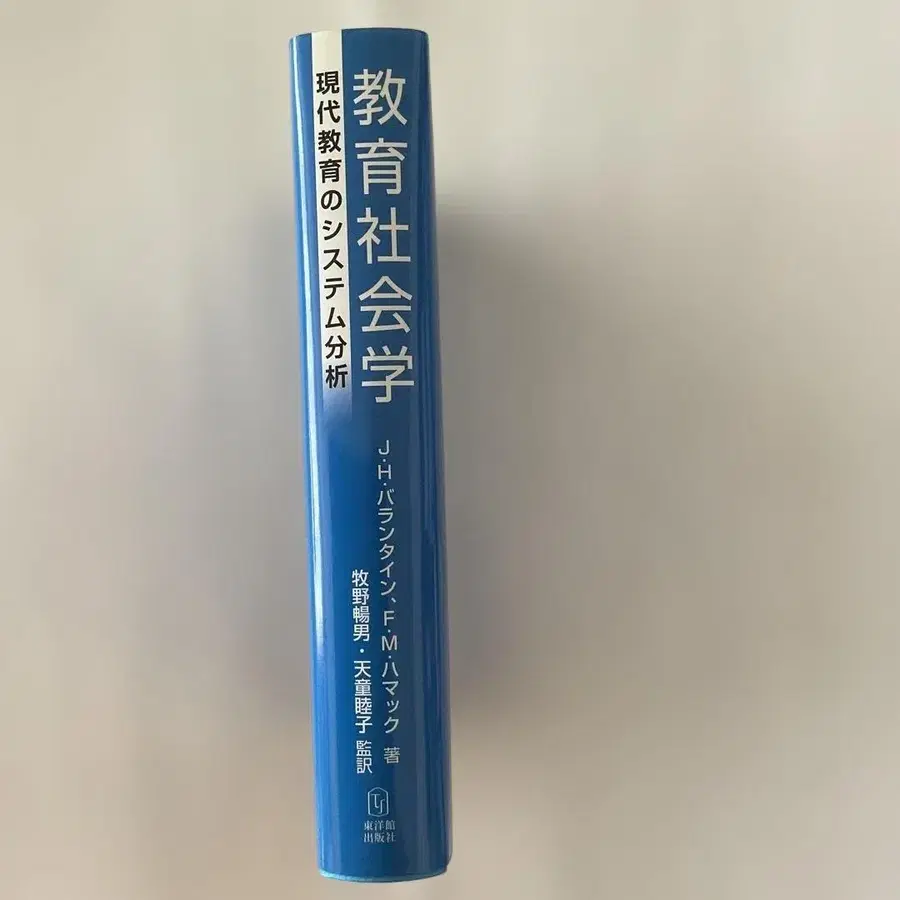 教育社会学
現代教育のシステム分析
J・H・バランタイン、F・M・ハマック 著
牧野暢男・天童睦子 監訳
東洋館
出版社